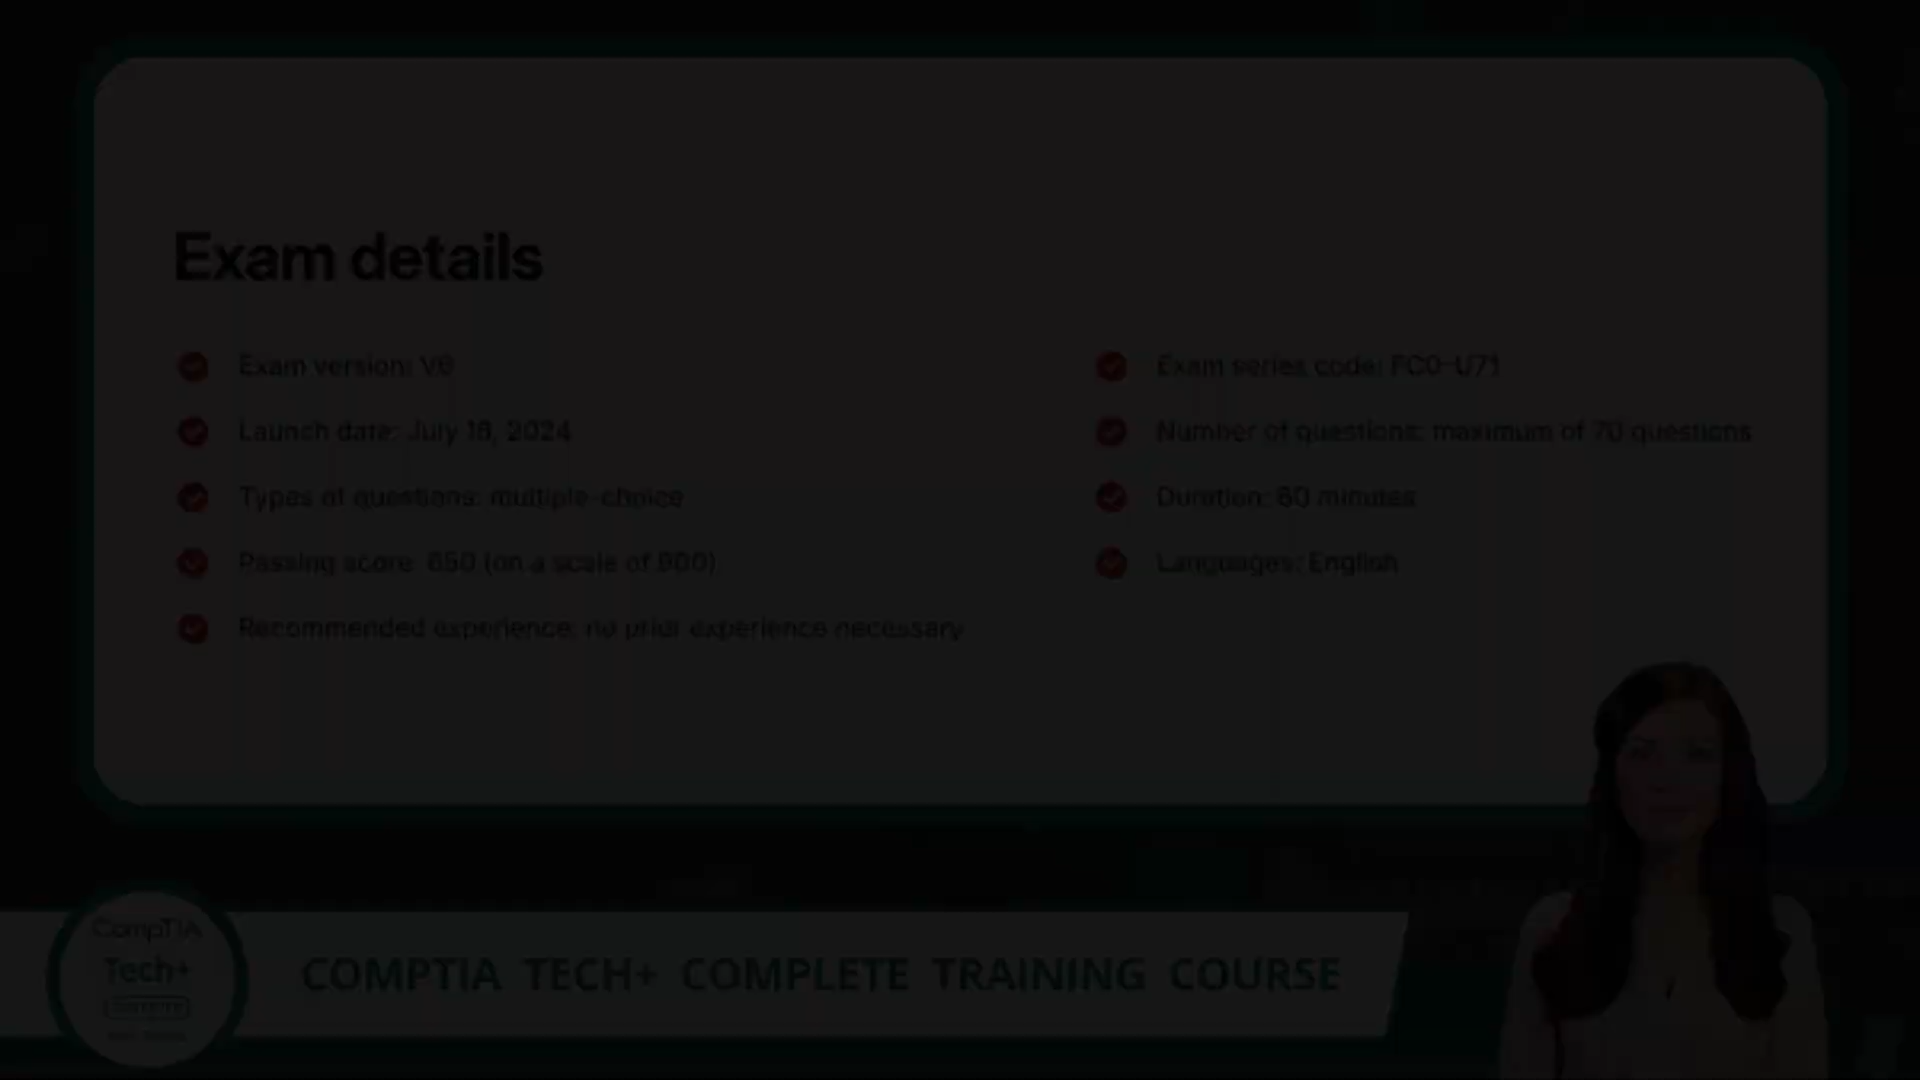 Exam details
Exam version: V6
Launch date: July 16, 2024
Types of questions: multiple-choice
Passing score: 650 (on a scale of 900)
Recommended experience: no prior experience necessary
Exam series code: FC0-U71
Number of questions: maximum of 70 questions
Duration: 60 minutes
Languages: English
CompTIA
Tech+
COMPTIA TECH+ COMPLETE TRAINING COURSE